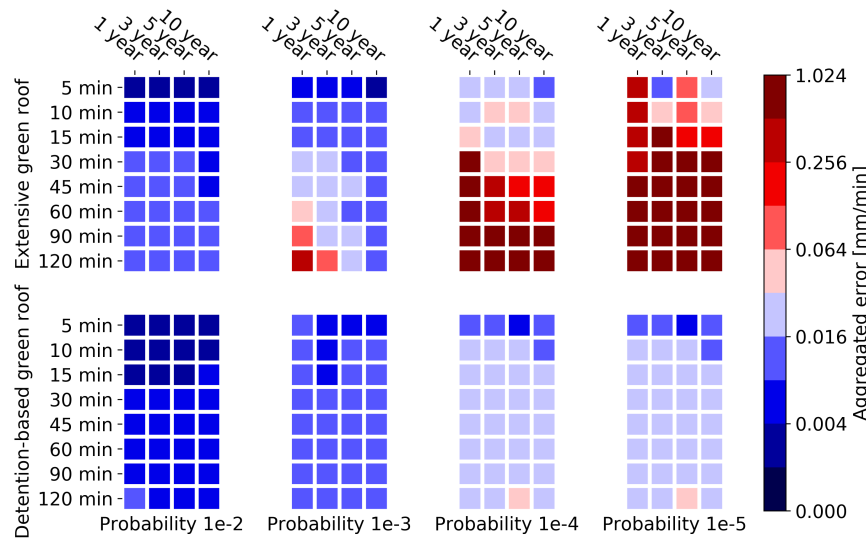 1 year 3 year 5 year 10 year
1 year 3 year 5 year 10 year
1 year 3 year 5 year 10 year
1 year 3 year 5 year 10 year
Extensive green roof
5 min
10 min
15 min
30 min
45 min
60 min
90 min
120 min
Detention-based green roof
5 min
10 min
15 min
30 min
45 min
60 min
90 min
120 min
Probability 1e-2 Probability 1e-3 Probability 1e-4 Probability 1e-5
1.024
0.256
0.064
0.016
0.004
0.000
Aggregated error [mm/min]